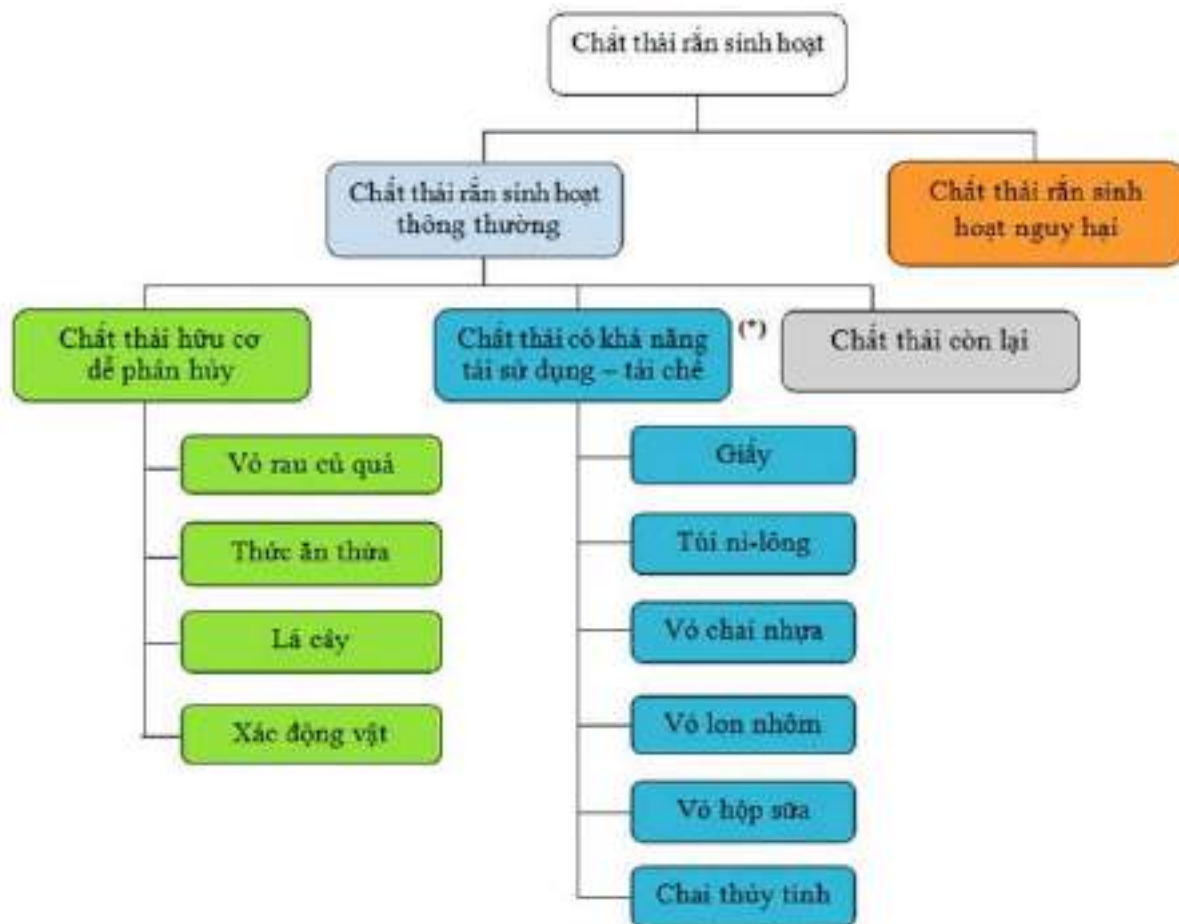 Chất thải rắn sinh hoạt
Chất thải rắn sinh hoạt
thông thường
Chất thải rắn sinh
hoạt nguy hại
Chất thải hữu cơ
dễ phân hủy
Chất thải có khả năng
tái sử dụng – tái chế
(*)
Chất thải còn lại
Vỏ rau củ quả
Thức ăn thừa
Lá cây
Xác động vật
Giấy
Túi ni-lông
Vỏ chai nhựa
Vỏ lon nhôm
Vỏ hộp sữa
Chai thủy tinh